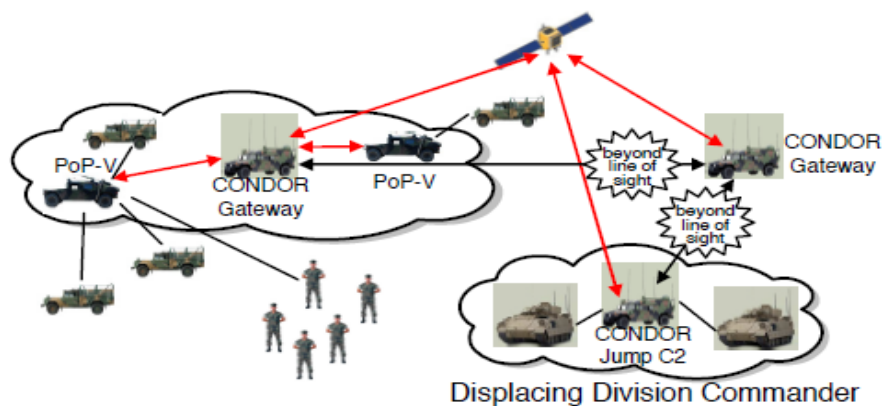 PoP-V
CONDOR
Gateway
PoP-V
beyond
line of
sight
CONDOR
Gateway
beyond
line of
sight
CONDOR
Jump C2
Displacing Division Commander